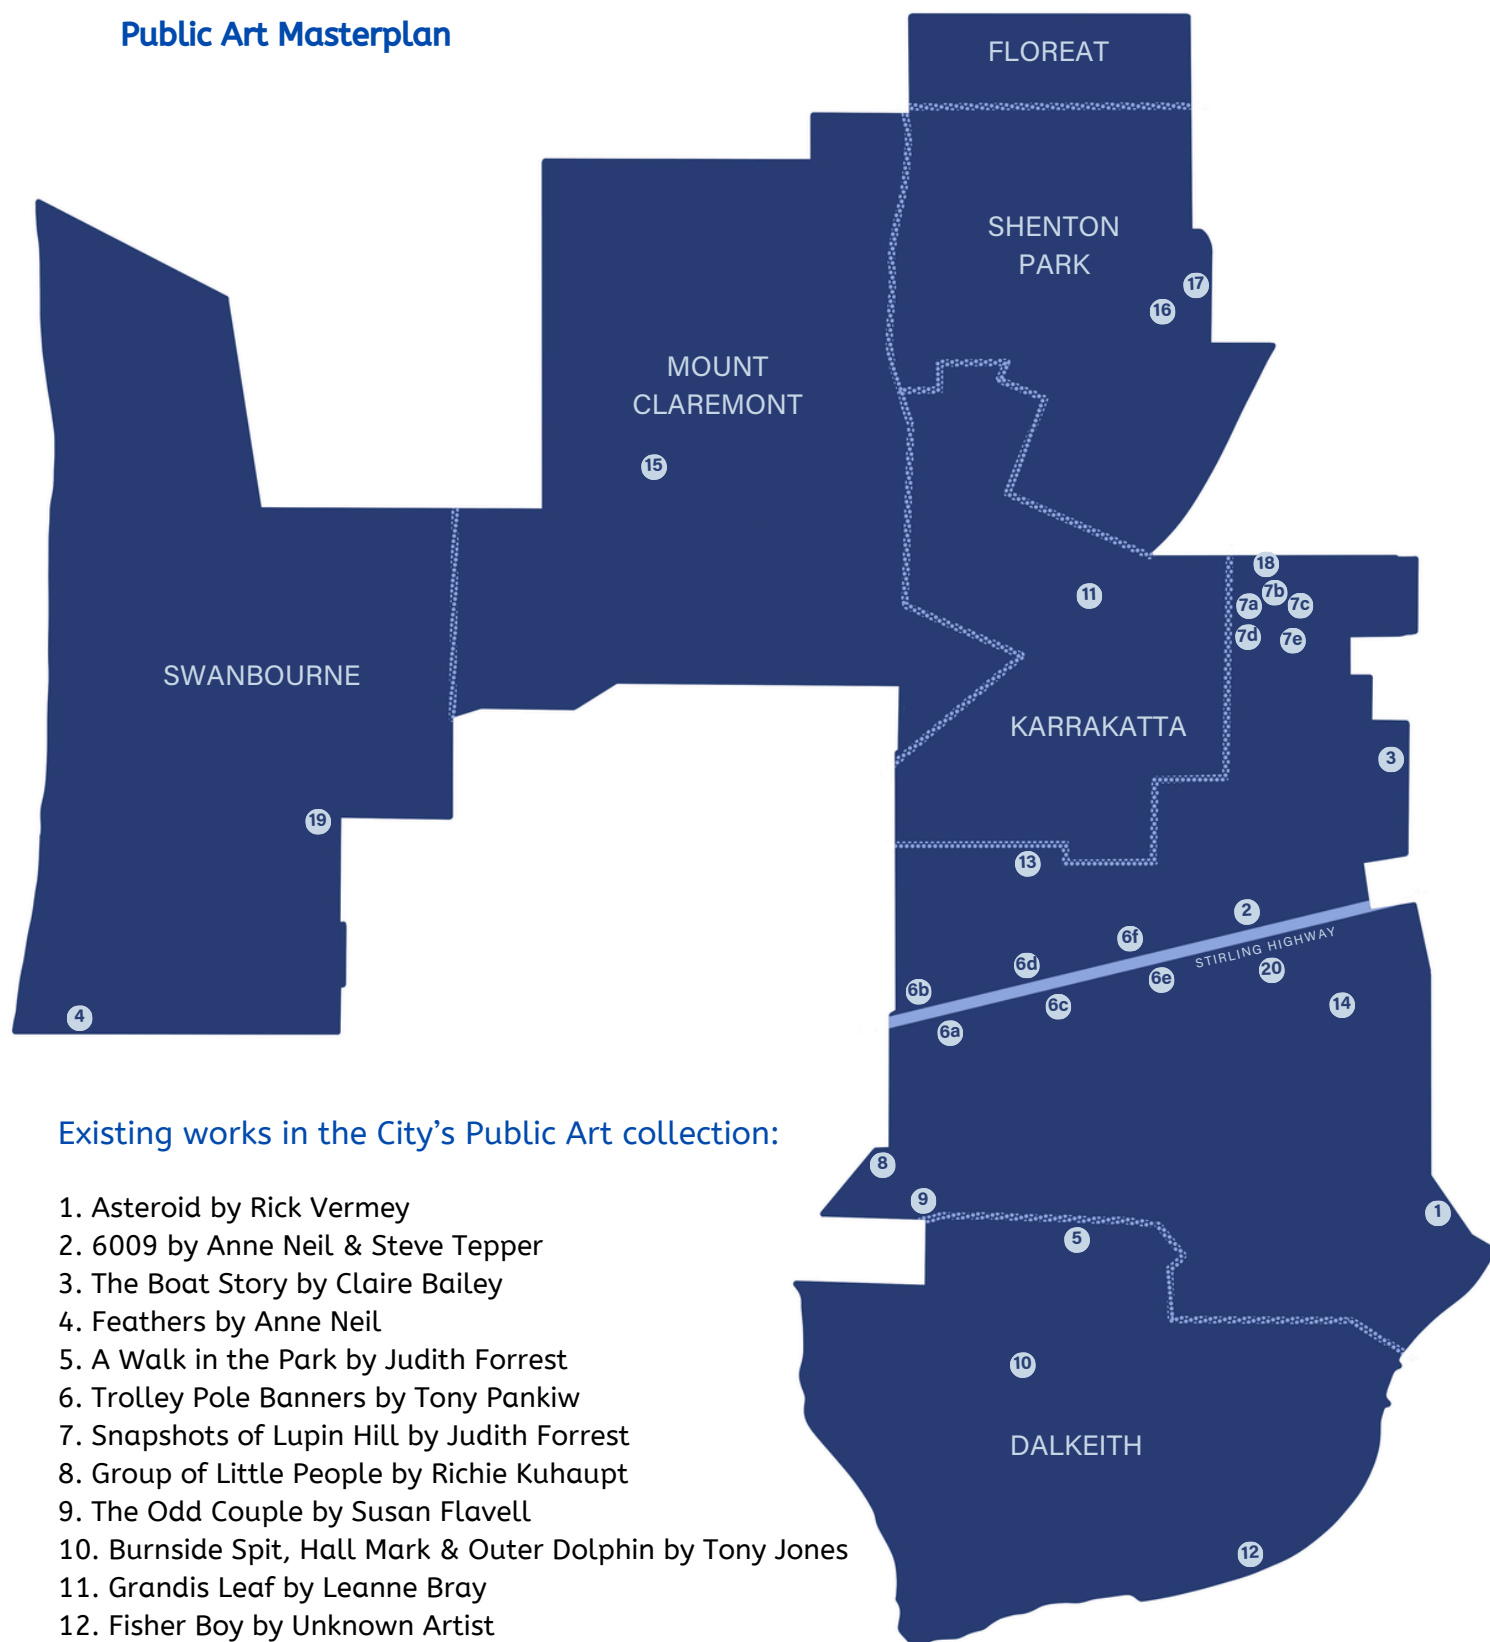 Public Art Masterplan
FLOREAT
SHENTON
PARK
17
16
MOUNT
CLAREMONT
15
18
7b
7a
7c
11
7d
7e
SWANBOURNE
KARRAKATTA
3
19
13
2
6f
STIRLING HIGHWAY
6d
20
6e
6b
14
6c
4
6a
8
9
1
5
10
DALKEITH
12
Existing works in the City's Public Art collection:
1. Asteroid by Rick Vermey
2. 6009 by Anne Neil & Steve Tepper
3. The Boat Story by Claire Bailey
4. Feathers by Anne Neil
5. A Walk in the Park by Judith Forrest
6. Trolley Pole Banners by Tony Pankiw
7. Snapshots of Lupin Hill by Judith Forrest
8. Group of Little People by Richie Kuhaupt
9. The Odd Couple by Susan Flavell
10. Burnside Spit, Hall Mark & Outer Dolphin by Tony Jones
11. Grandis Leaf by Leanne Bray
12. Fisher Boy by Unknown Artist